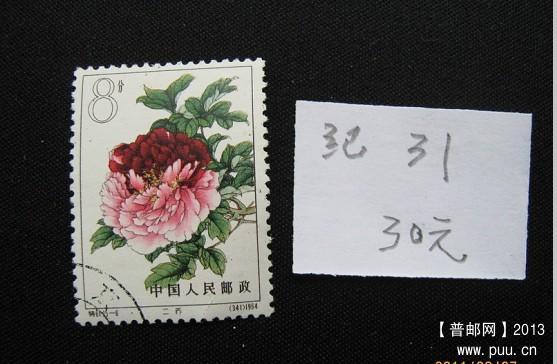 8分
中国人民邮政
二乔
(341)1964
纪 31
30元
【普邮网】2013
www.puu.cn